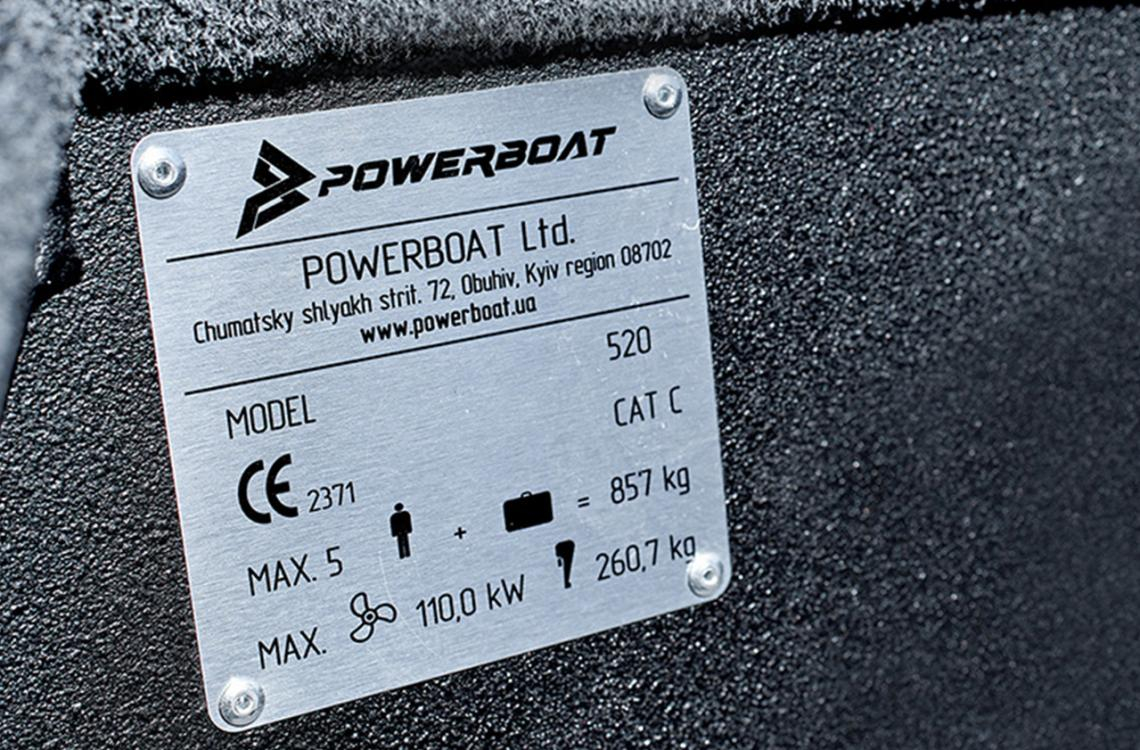 POWERBOAT
POWERBOAT Ltd.
Chumatsky shlyakh strit. 72, Obuhiv, Kyiv region 08702
www.powerboat.ua
MODEL 520
CE 2371 CAT C
MAX. 5 + = 857 kg
MAX. 110,0 kW 260,7 kg